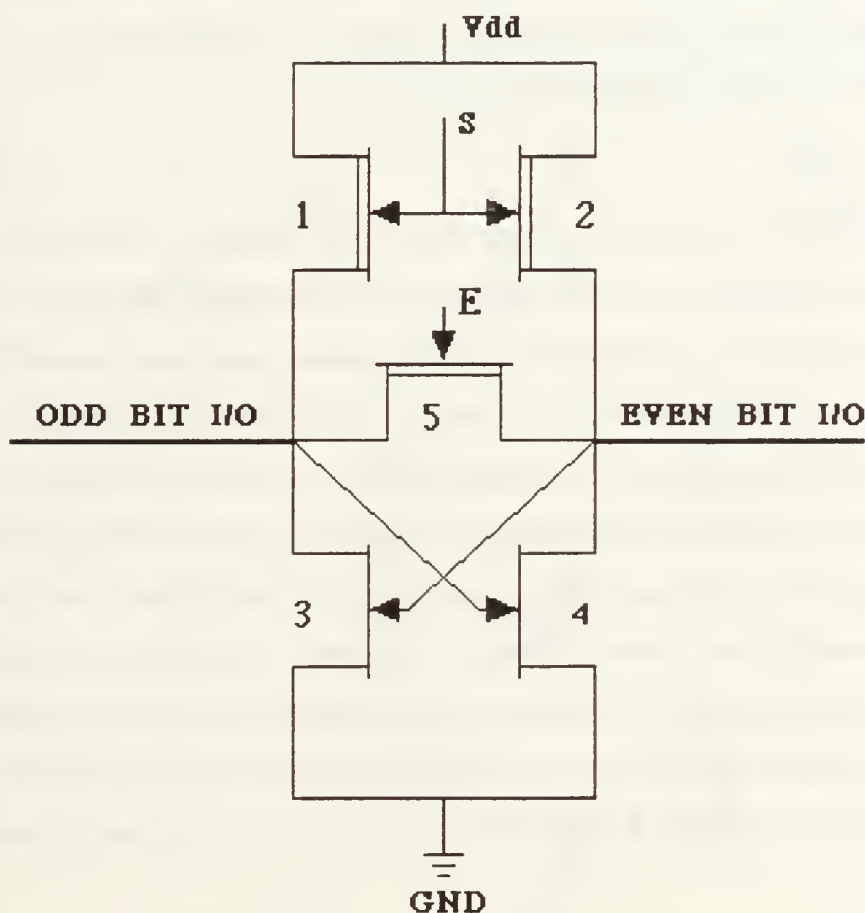 Vdd
S
1
2
E
ODD BIT I/O
5
EVEN BIT I/O
3
4
GND